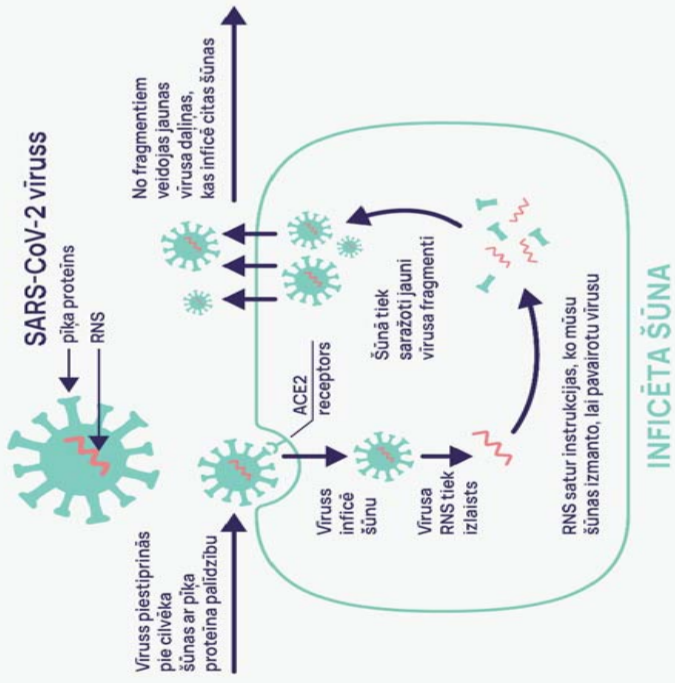 SARS-CoV-2 vīruss
pīķa proteīns
RNS
Vīruss piestiprinās
pie cilvēka
šūnas ar pīķa
proteīna palīdzību
ACE2
receptors
Vīruss
inficē
šūnu
Vīrusa
RNS tiek
izlaists
RNS satur instrukcijas, ko mūsu
šūnas izmanto, lai pavairotu vīrusu
Šūnā tiek
saražoti jauni
vīrusa fragmenti
No fragmentiem
veidojas jaunas
vīrusa daļiņas,
kas inficē citas šūnas
INFICĒTA ŠŪNA